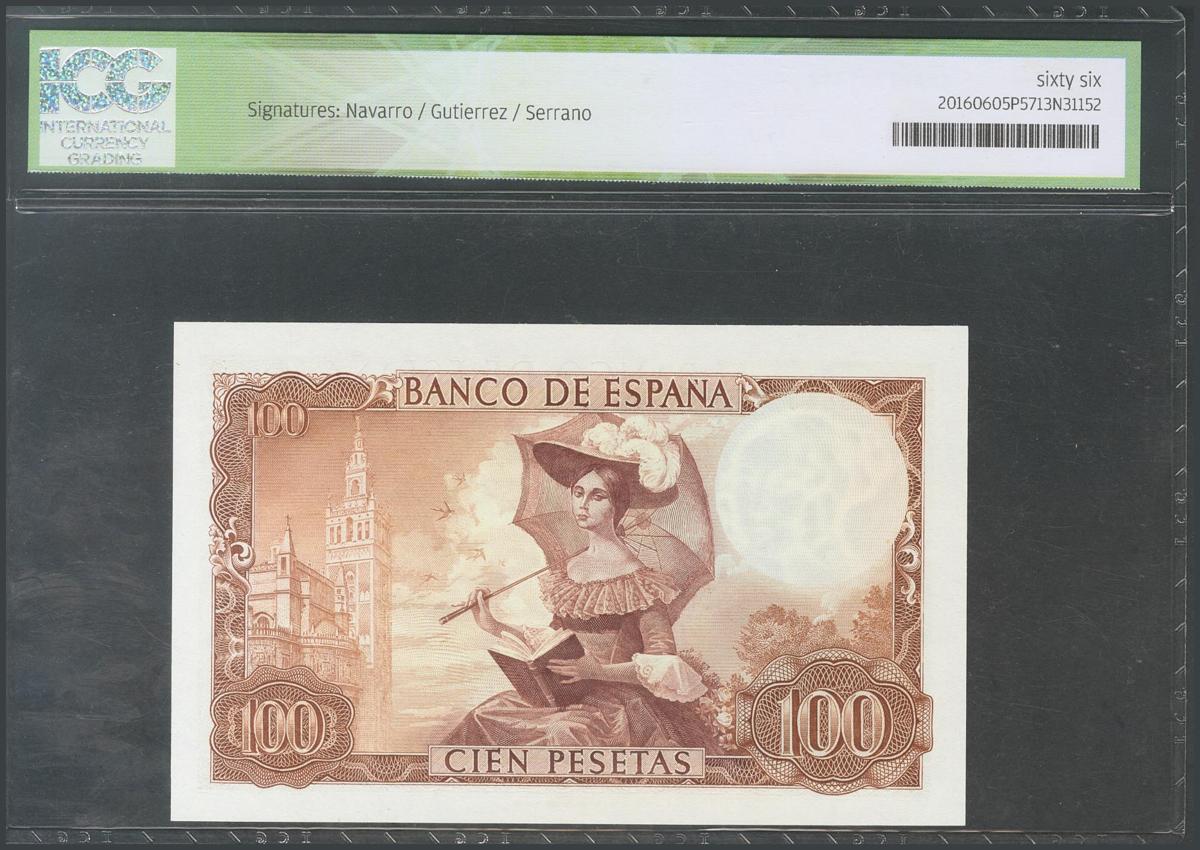 ICG
INTERNATIONAL
CURRENCY
GRADING
Signatures: Navarro / Gutierrez / Serrano
sixty six
20160605P5713N31152
BANCO DE ESPAÑA
100
100
100
CIEN PESETAS